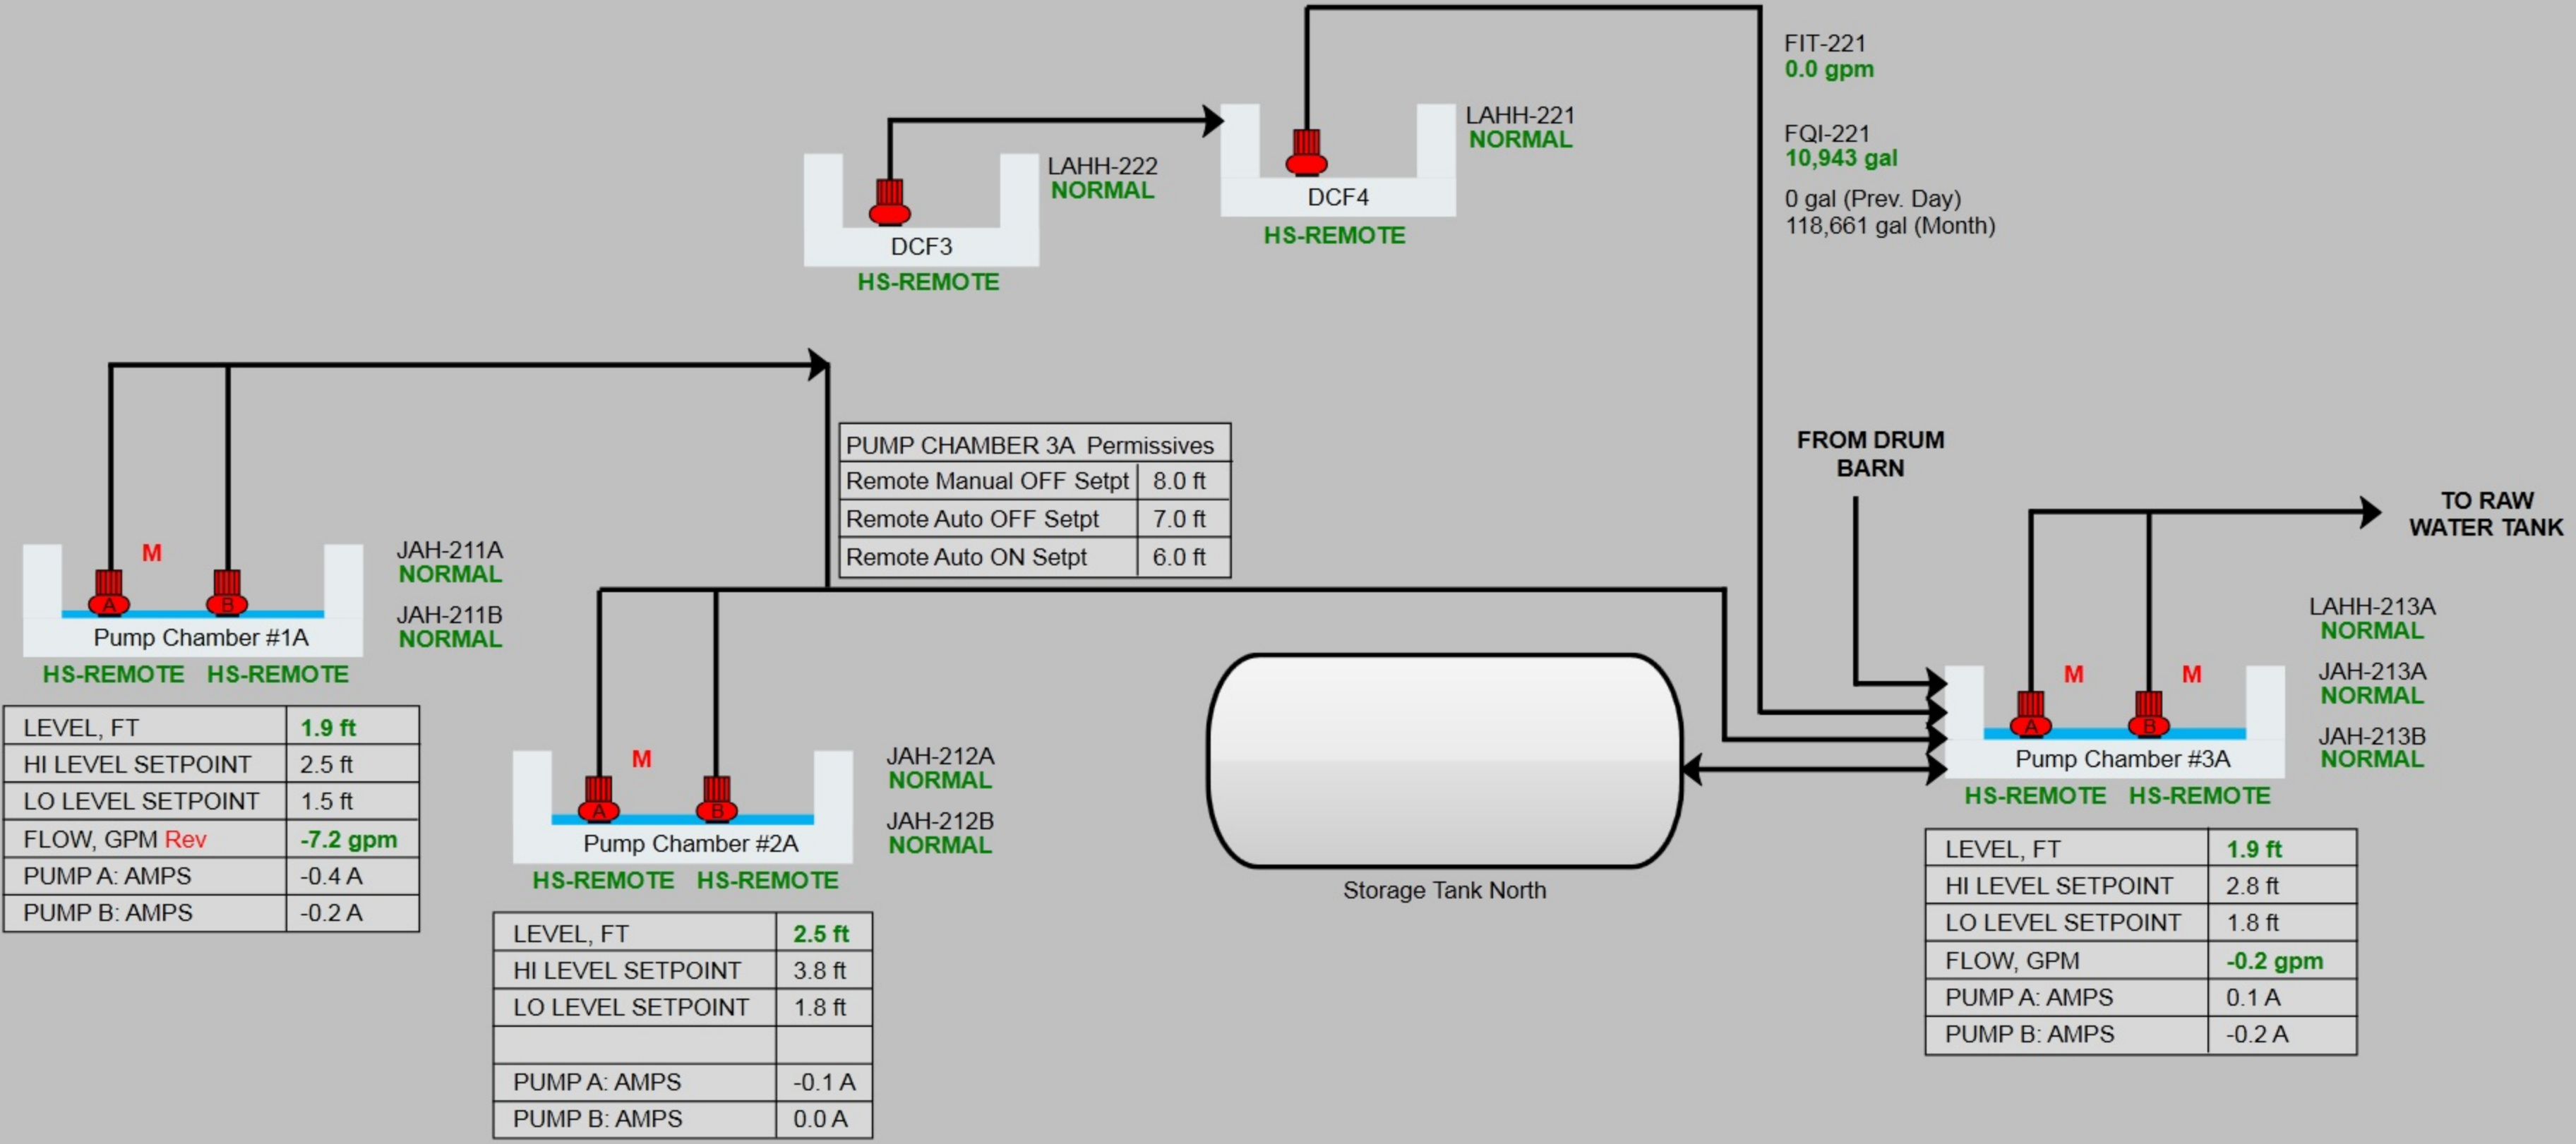 FIT-221
0.0 gpm
FQI-221
10,943 gal
0 gal (Prev. Day)
118,661 gal (Month)
LAHH-221
NORMAL
DCF4
HS-REMOTE
LAHH-222
NORMAL
DCF3
HS-REMOTE
PUMP CHAMBER 3A Permissives
Remote Manual OFF Setpt 8.0 ft
Remote Auto OFF Setpt 7.0 ft
Remote Auto ON Setpt 6.0 ft
FROM DRUM
BARN
TO RAW
WATER TANK
M
A B
Pump Chamber #1A
HS-REMOTE HS-REMOTE
JAH-211A
NORMAL
JAH-211B
NORMAL
LEVEL, FT 1.9 ft
HI LEVEL SETPOINT 2.5 ft
LO LEVEL SETPOINT 1.5 ft
FLOW, GPM Rev -7.2 gpm
PUMP A: AMPS -0.4 A
PUMP B: AMPS -0.2 A
M
A B
Pump Chamber #2A
HS-REMOTE HS-REMOTE
JAH-212A
NORMAL
JAH-212B
NORMAL
LEVEL, FT 2.5 ft
HI LEVEL SETPOINT 3.8 ft
LO LEVEL SETPOINT 1.8 ft
PUMP A: AMPS -0.1 A
PUMP B: AMPS 0.0 A
Storage Tank North
M M
A B
Pump Chamber #3A
HS-REMOTE HS-REMOTE
LAHH-213A
NORMAL
JAH-213A
NORMAL
JAH-213B
NORMAL
LEVEL, FT 1.9 ft
HI LEVEL SETPOINT 2.8 ft
LO LEVEL SETPOINT 1.8 ft
FLOW, GPM -0.2 gpm
PUMP A: AMPS 0.1 A
PUMP B: AMPS -0.2 A